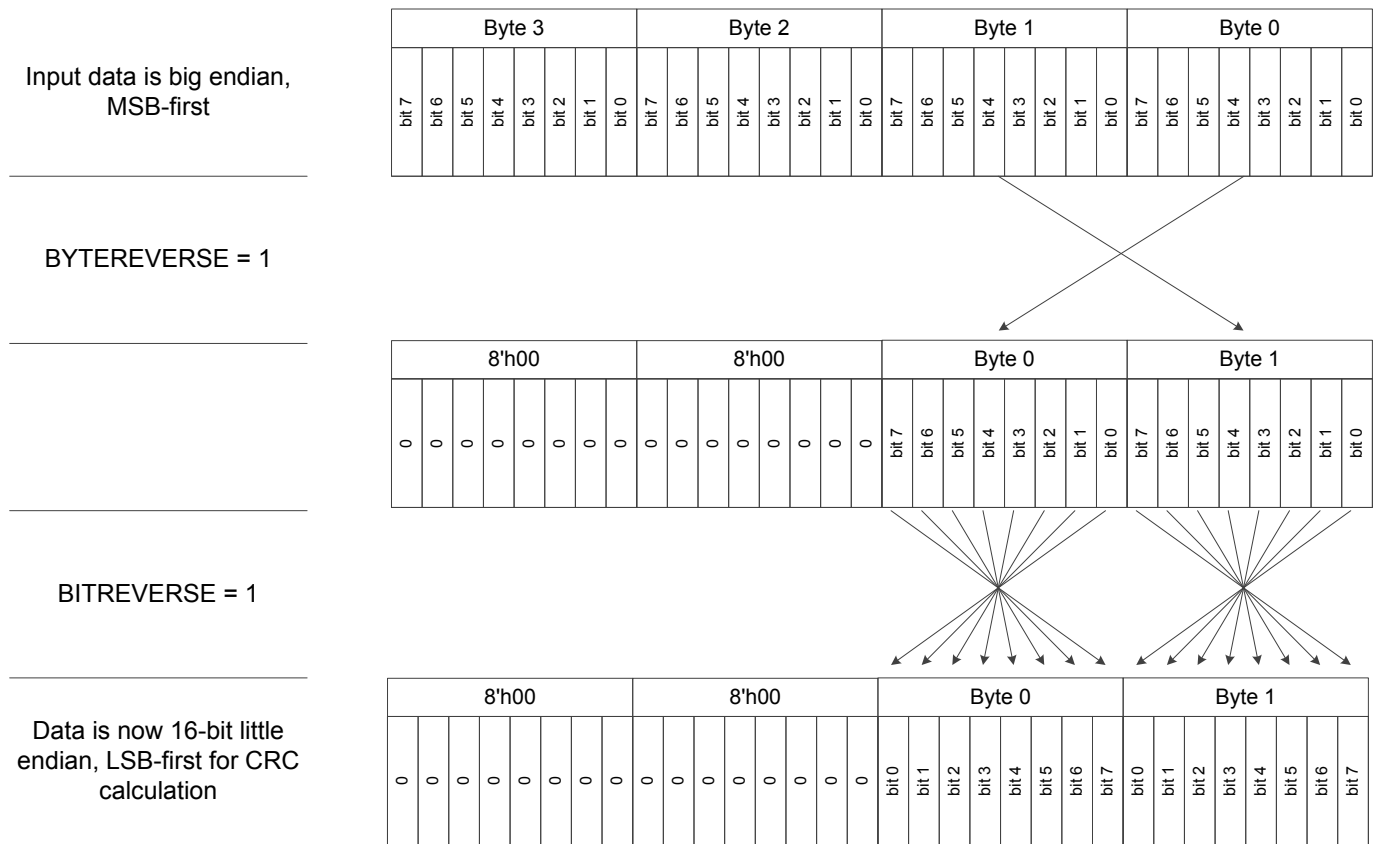 Byte 3 Byte 2 Byte 1 Byte 0
Input data is big endian,
MSB-first
bit 7 bit 6 bit 5 bit 4 bit 3 bit 2 bit 1 bit 0 bit 7 bit 6 bit 5 bit 4 bit 3 bit 2 bit 1 bit 0 bit 7 bit 6 bit 5 bit 4 bit 3 bit 2 bit 1 bit 0 bit 7 bit 6 bit 5 bit 4 bit 3 bit 2 bit 1 bit 0
BYTEREVERSE = 1
8'h00 8'h00 Byte 0 Byte 1
0 0 0 0 0 0 0 0 0 0 0 0 0 0 0 0 bit 7 bit 6 bit 5 bit 4 bit 3 bit 2 bit 1 bit 0 bit 7 bit 6 bit 5 bit 4 bit 3 bit 2 bit 1 bit 0
BITREVERSE = 1
8'h00 8'h00 Byte 0 Byte 1
Data is now 16-bit little
endian, LSB-first for CRC
calculation
0 0 0 0 0 0 0 0 0 0 0 0 0 0 0 0 bit 0 bit 1 bit 2 bit 3 bit 4 bit 5 bit 6 bit 7 bit 0 bit 1 bit 2 bit 3 bit 4 bit 5 bit 6 bit 7